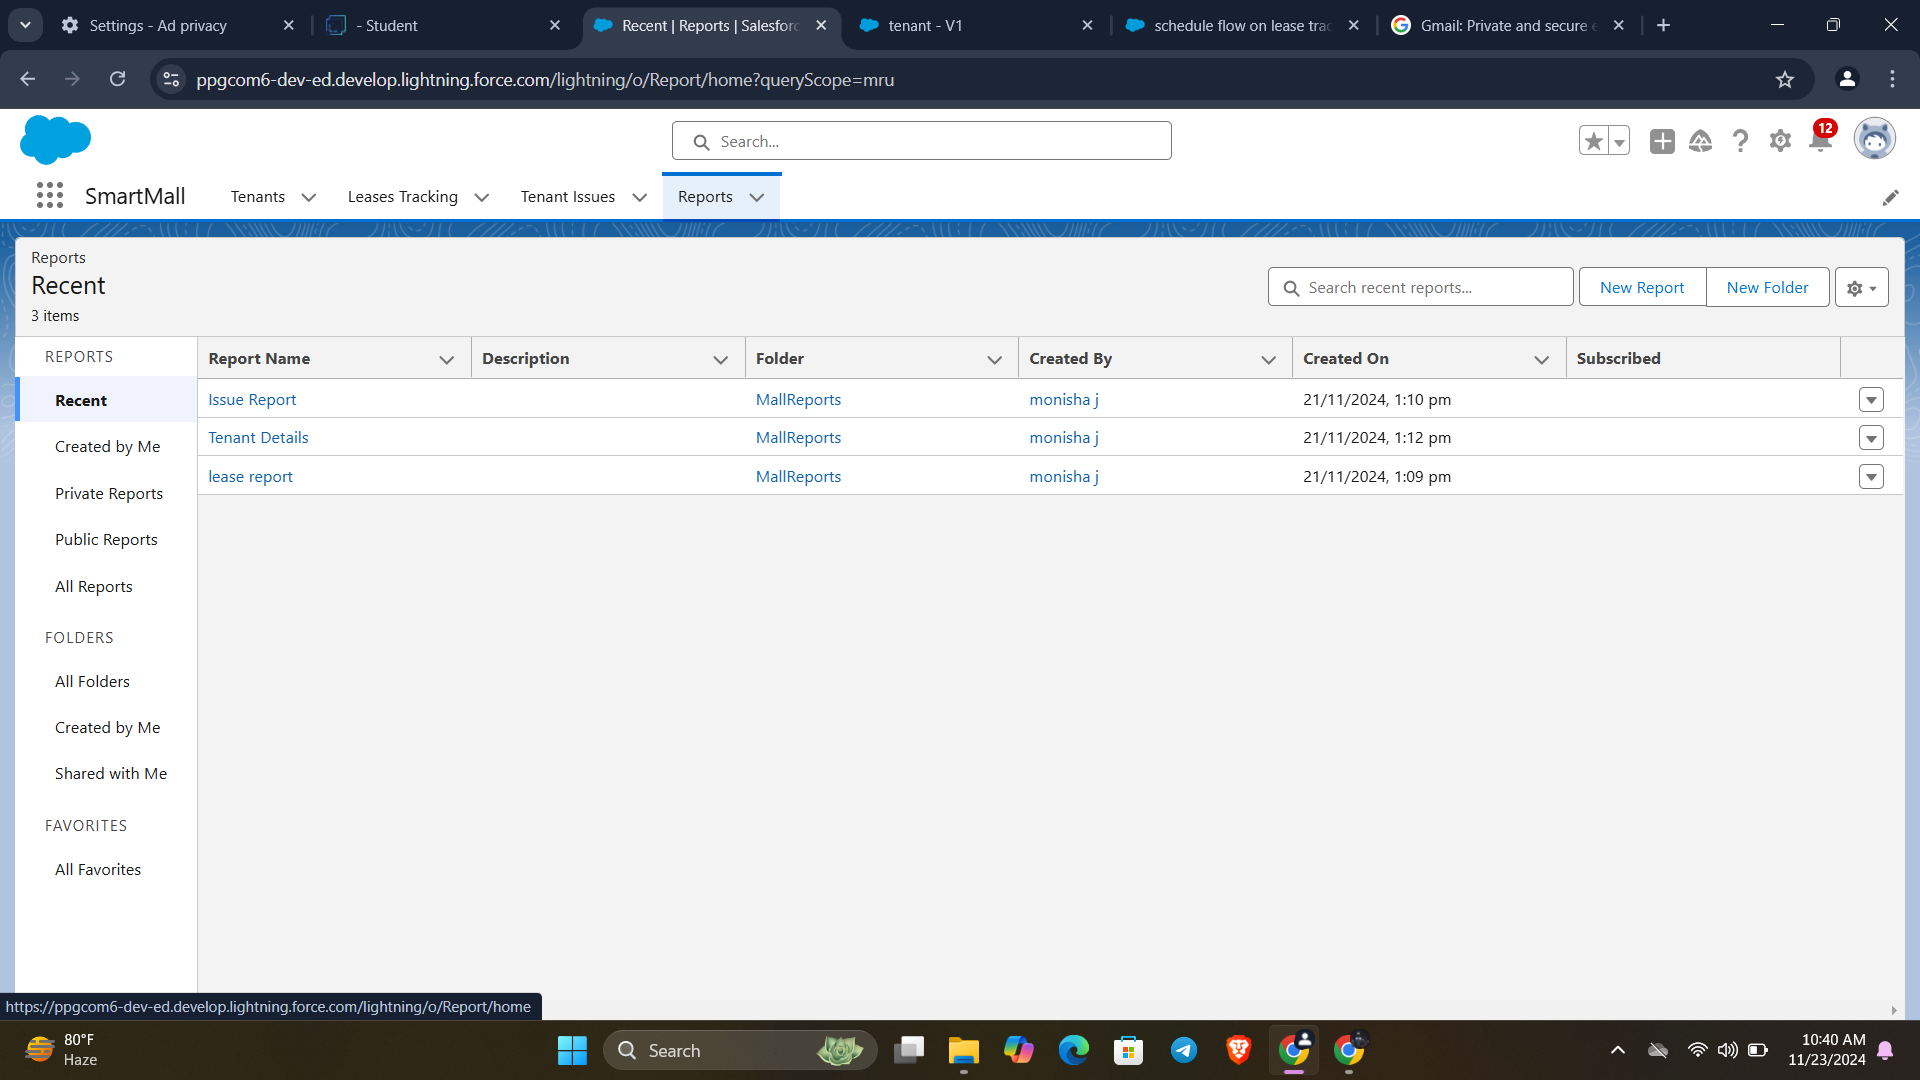 Settings - Ad privacy
- Student
Recent | Reports | Salesforc
tenant - V1
schedule flow on lease trac
Gmail: Private and secure e
ppgcom6-dev-ed.develop.lightning.force.com/lightning/o/Report/home?queryScope=mru
Search...
12
SmartMall
Tenants
Leases Tracking
Tenant Issues
Reports
Reports
Recent
3 items
Search recent reports...
New Report
New Folder
REPORTS
Recent
Created by Me
Private Reports
Public Reports
All Reports
FOLDERS
All Folders
Created by Me
Shared with Me
FAVORITES
All Favorites
Report Name Description Folder Created By Created On Subscribed
Issue Report MallReports monisha j 21/11/2024, 1:10 pm
Tenant Details MallReports monisha j 21/11/2024, 1:12 pm
lease report MallReports monisha j 21/11/2024, 1:09 pm
https://ppgcom6-dev-ed.develop.lightning.force.com/lightning/o/Report/home
80°F
Haze
Search
10:40 AM
11/23/2024